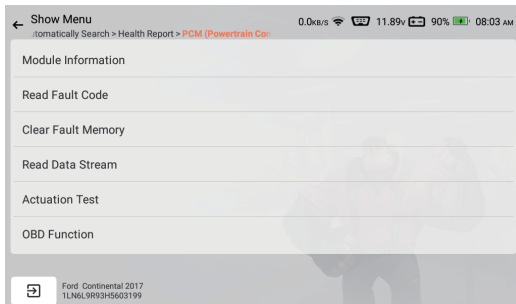 Show Menu
0.0KB/S 11.89V 90% 08:03 AM
tomatically Search > Health Report > PCM (Powertrain Con
Module Information
Read Fault Code
Clear Fault Memory
Read Data Stream
Actuation Test
OBD Function
Ford Continental 2017
1LN6L9R93H5603199